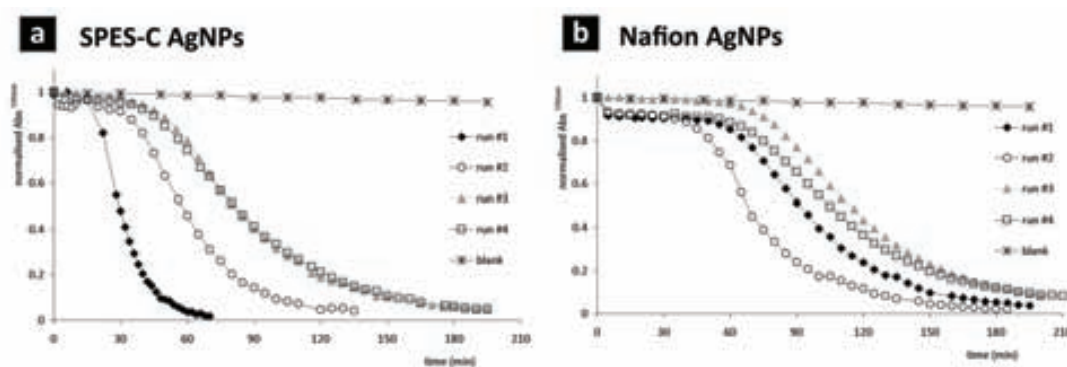 a SPES-C AgNPs
normalised Abs
1
0.8
0.6
0.4
0.2
0
0 30 60 90 120 150 180 210
time (min)
run #1
run #2
run #3
run #4
blank
b Nafion AgNPs
normalised Abs
1
0.8
0.6
0.4
0.2
0
0 30 60 90 120 150 180 210
time (min)
run #1
run #2
run #3
run #4
blank